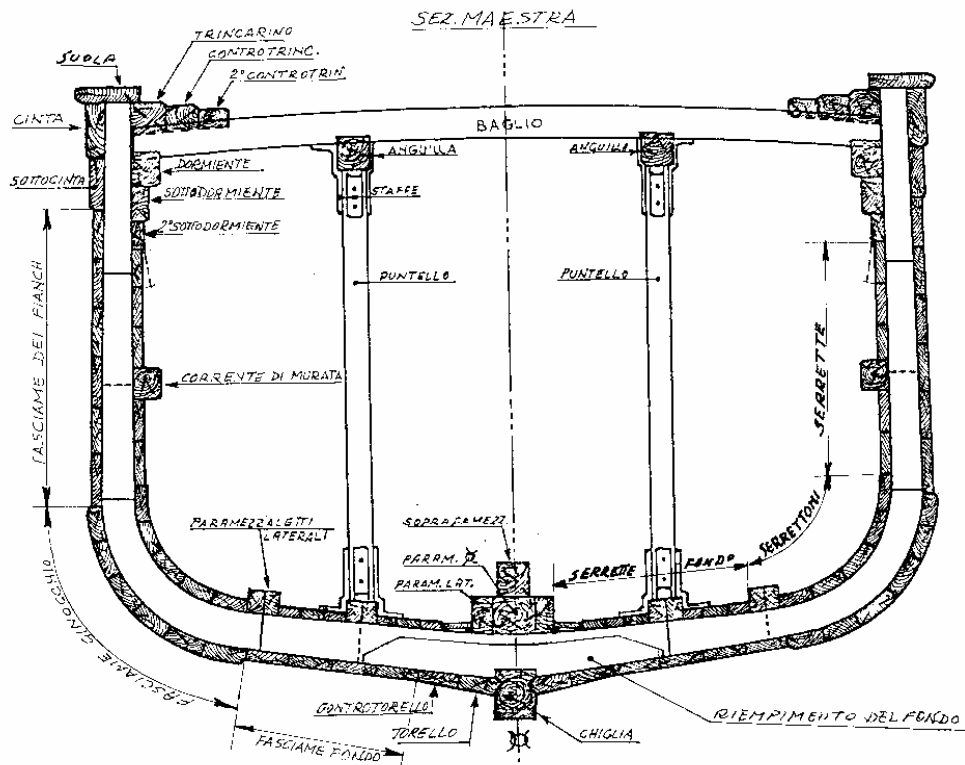 SEZ. MAESTRA
TRINCARINO
CONTROTRINC.
2° CONTROTRIN.
SUOLA
CINTA
BAGLIO
ANGUILLA
ANGUILLA
DORMIENTE
SOTTOCINTA
SOTTODORMIENTE
STAFFE
2° SOTTODORMIENTE
PUNTELLO
PUNTELLO
FASCIAME DEI FIANCHI
SERRETTE
CORRENTE DI MURATA
PARAMEZZALETTI
LATERALI
SOPRAPAMEZZ.
SERRETTONI
PARAM.
PARAM. LAT.
SERRETTE FONDO
FASCIAME GINOCCHIO
CONTROTORELLO
TORELLO
CHIGLIA
RIEMPIMENTO DEL FONDO
FASCIAME FONDO